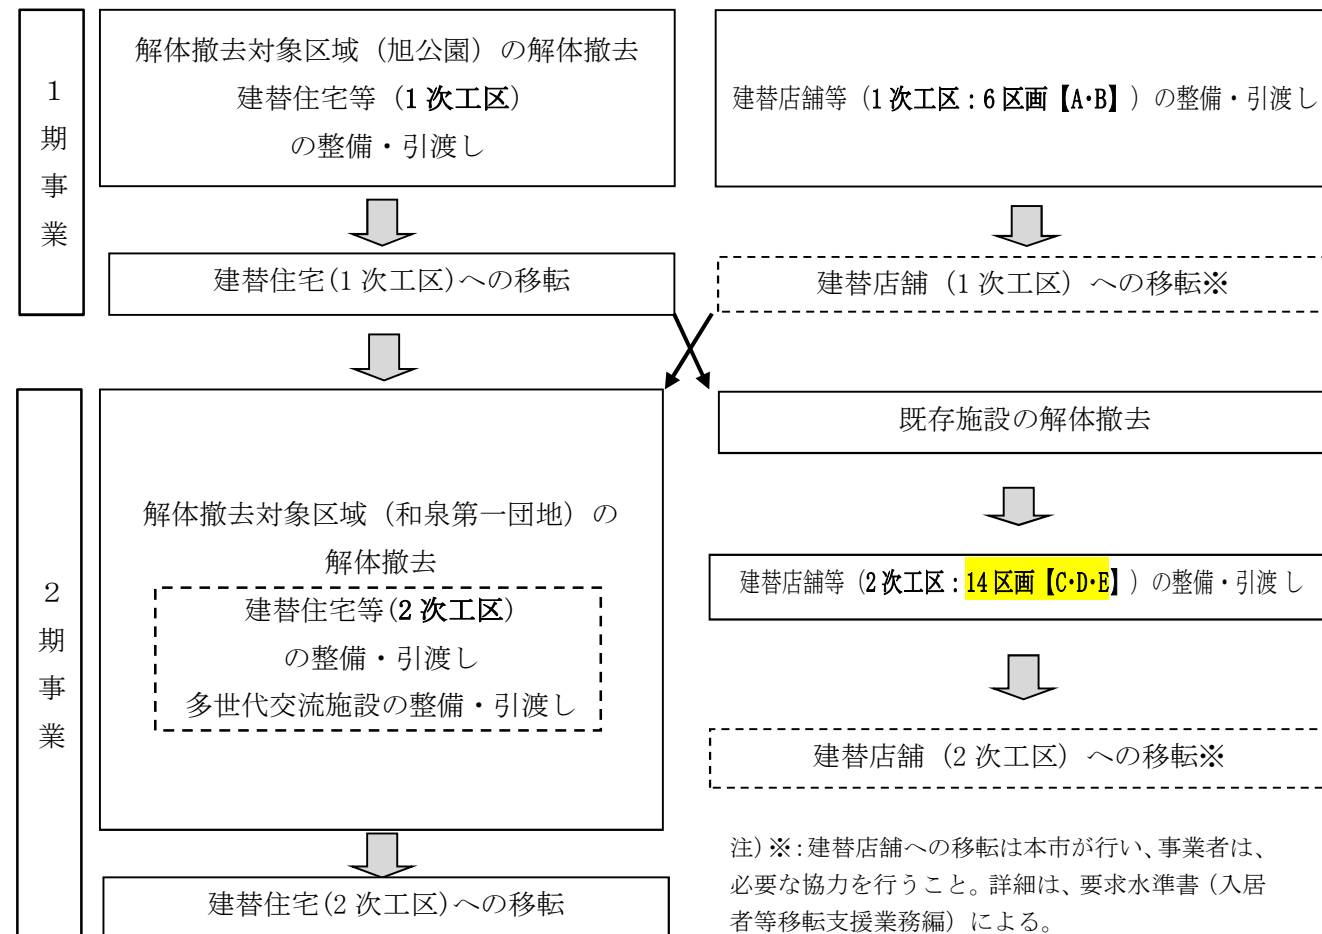 1
期
事
業
解体撤去対象区域（旭公園）の解体撤去
建替住宅等（1次工区）
の整備・引渡し
建替店舗等（1次工区：6区画【A・B】）の整備・引渡し
建替住宅(1次工区)への移転
建替店舗（1次工区）への移転※
2
期
事
業
解体撤去対象区域（和泉第一団地）の
解体撤去
建替住宅等(2次工区)
の整備・引渡し
多世代交流施設の整備・引渡し
既存施設の解体撤去
建替店舗等（2次工区：14区画【C・D・E】）の整備・引渡し
建替店舗（2次工区）への移転※
建替住宅(2次工区)への移転
注)※：建替店舗への移転は本市が行い、事業者は、
必要な協力を行うこと。詳細は、要求水準書（入居
者等移転支援業務編）による。